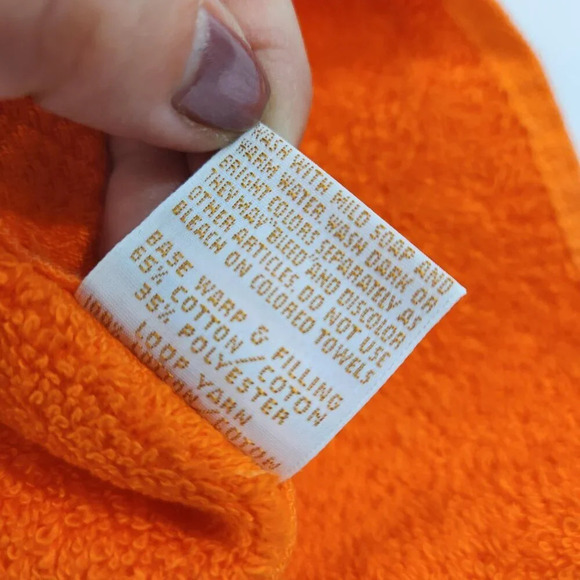 WASH WITH MILD SOAP AND
WARM WATER WASH DARK OR
BRIGHT COLORS SEPARATELY AS
THEY MAY BLEED AND DISCOLOR
OTHER ARTICLES. DO NOT USE
BLEACH ON COLORED TOWELS
BASE WARP & FILLING
65% COTTON/COTON
35% POLYESTER
LOOP YARN
COTTON/COTON